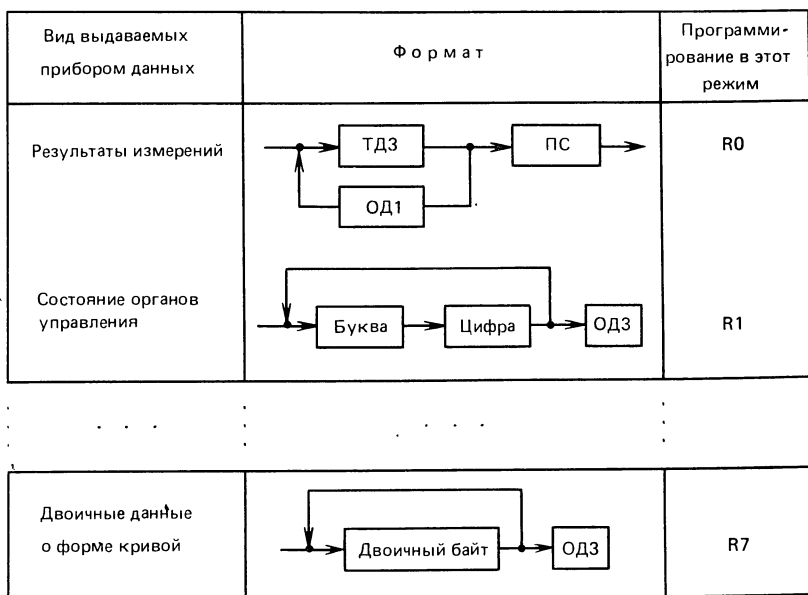 Вид выдаваемых
прибором данных
Формат
Программи-
рование в этот
режим
Результаты измерений
ТДЗ
ПС
ОД1
R0
Состояние органов
управления
Буква
Цифра
ОДЗ
R1
. . .
. . . .
Двоичные данные
о форме кривой
Двоичный байт
ОДЗ
R7